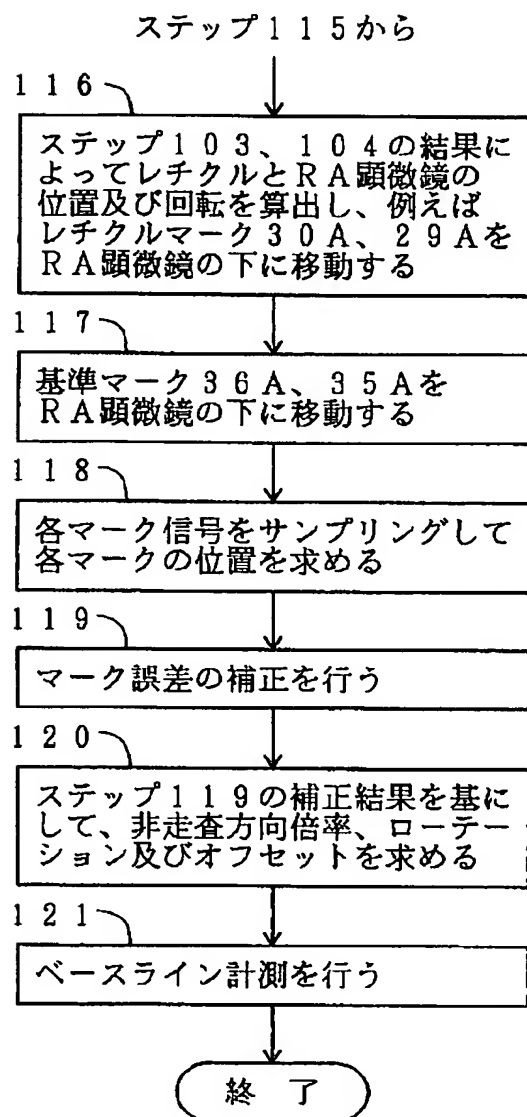 ステップ１１５から
１１６
ステップ１０３、１０４の結果に
よってレチクルとＲＡ顕微鏡の
位置及び回転を算出し、例えば
レチクルマーク３０Ａ、２９Ａを
ＲＡ顕微鏡の下に移動する
１１７
基準マーク３６Ａ、３５Ａを
ＲＡ顕微鏡の下に移動する
１１８
各マーク信号をサンプリングして
各マークの位置を求める
１１９
マーク誤差の補正を行う
１２０
ステップ１１９の補正結果を基に
して、非走査方向倍率、ローテー
ション及びオフセットを求める
１２１
ベースライン計測を行う
終 了